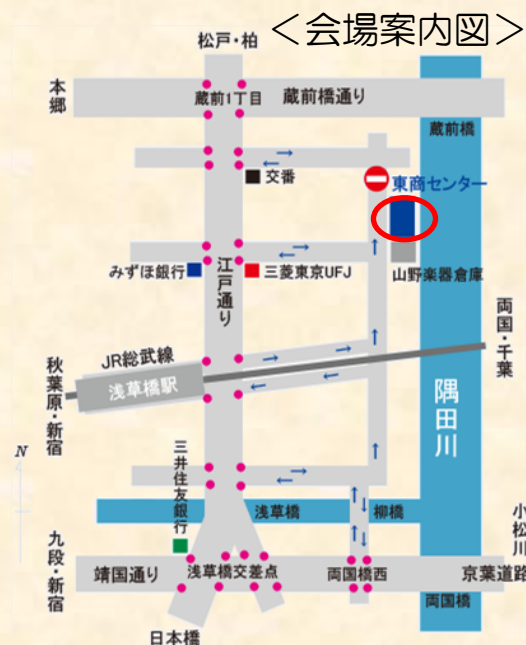 ＜会場案内図＞
松戸・柏
本郷
蔵前1丁目
蔵前橋通り
蔵前橋
交番
東商センター
みずほ銀行
江戸通り
三菱東京UFJ
山野楽器倉庫
両国・千葉
JR総武線
浅草橋駅
秋葉原・新宿
隅田川
N
三井住友銀行
浅草橋
柳橋
小松川
九段・新宿
靖国通り
浅草橋交差点
両国橋西
京葉道路
両国橋
日本橋